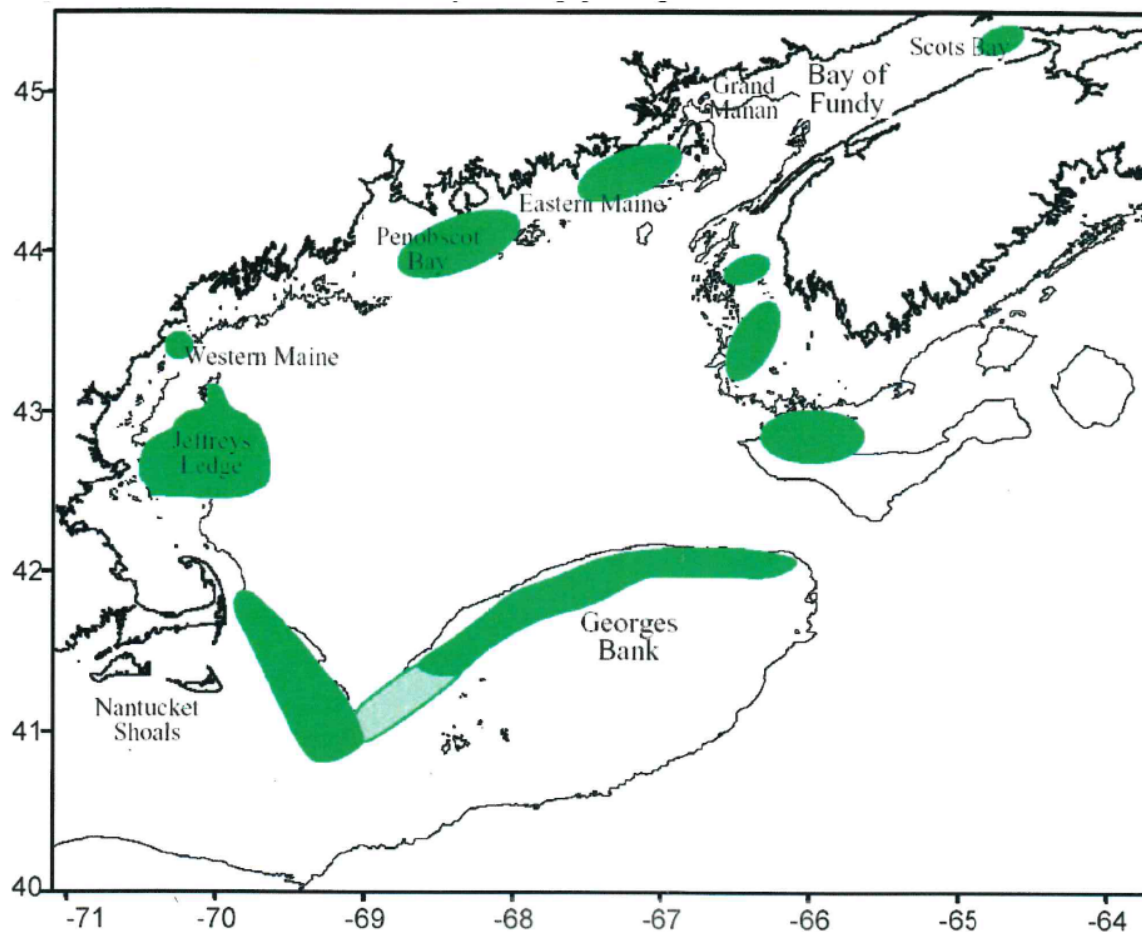 Scots Bay
45
Bay of
Fundy
Grand
Manan
Eastern Maine
44
Penobscot
Bay
Western Maine
43
Jeffreys
Ledge
42
Georges
Bank
41
Nantucket
Shoals
40
-71 -70 -69 -68 -67 -66 -65 -64